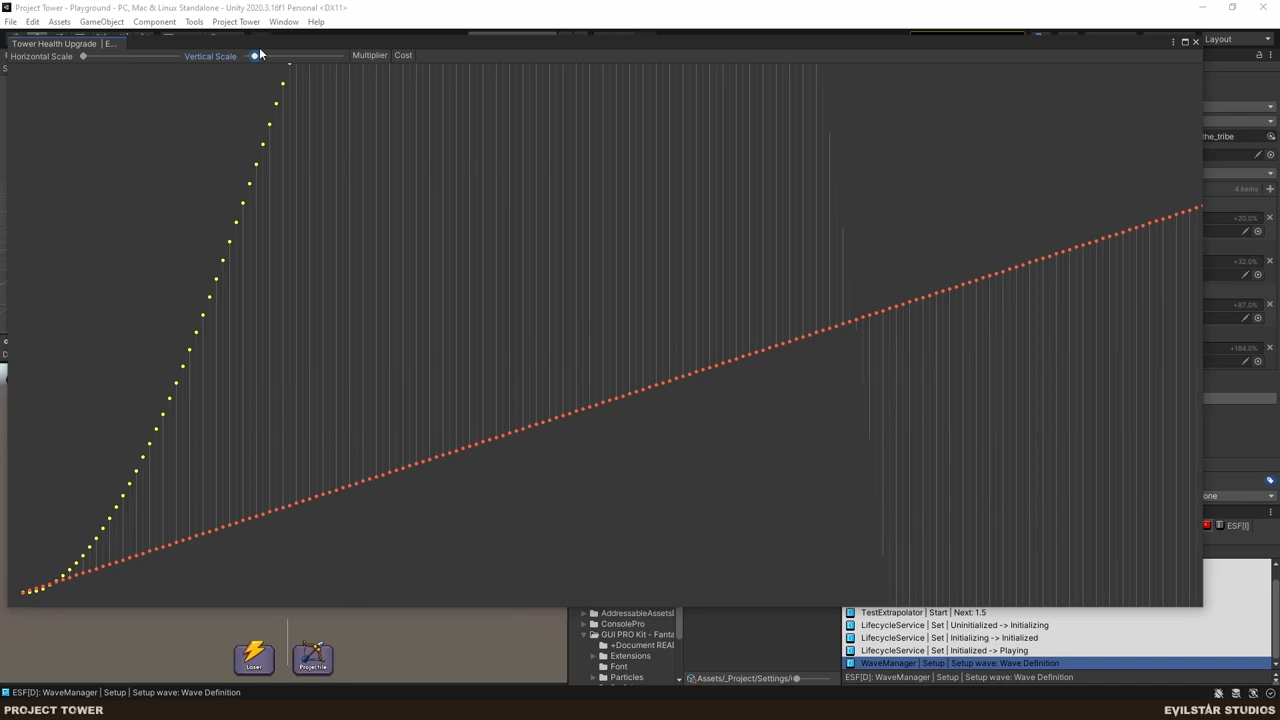 Project Tower - Playground - PC, Mac & Linux Standalone - Unity 2020.3.16f1 Personal <DX11>
File Edit Assets GameObject Component Tools Project Tower Window Help
Layout
Tower Health Upgrade | E...
Horizontal Scale Vertical Scale Multiplier Cost
the_tribe
4 items
+20.0%
+32.0%
+87.0%
+184.0%
one
ESF[I]
AddressableAssets
ConsolePro
GUI PRO Kit - Fanta
+Document REA
Extensions
Font
Particles
Assets/_Project/Settings/
TestExtrapolator | Start | Next: 1.5
LifecycleService | Set | Uninitialized -> Initializing
LifecycleService | Set | Initializing -> Initialized
LifecycleService | Set | Initialized -> Playing
WaveManager | Setup | Setup wave: Wave Definition
ESF[D]: WaveManager | Setup | Setup wave: Wave Definition
Laser
Projectile
ESF[D]: WaveManager | Setup | Setup wave: Wave Definition
PROJECT TOWER
EVILSTAR STUDIOS